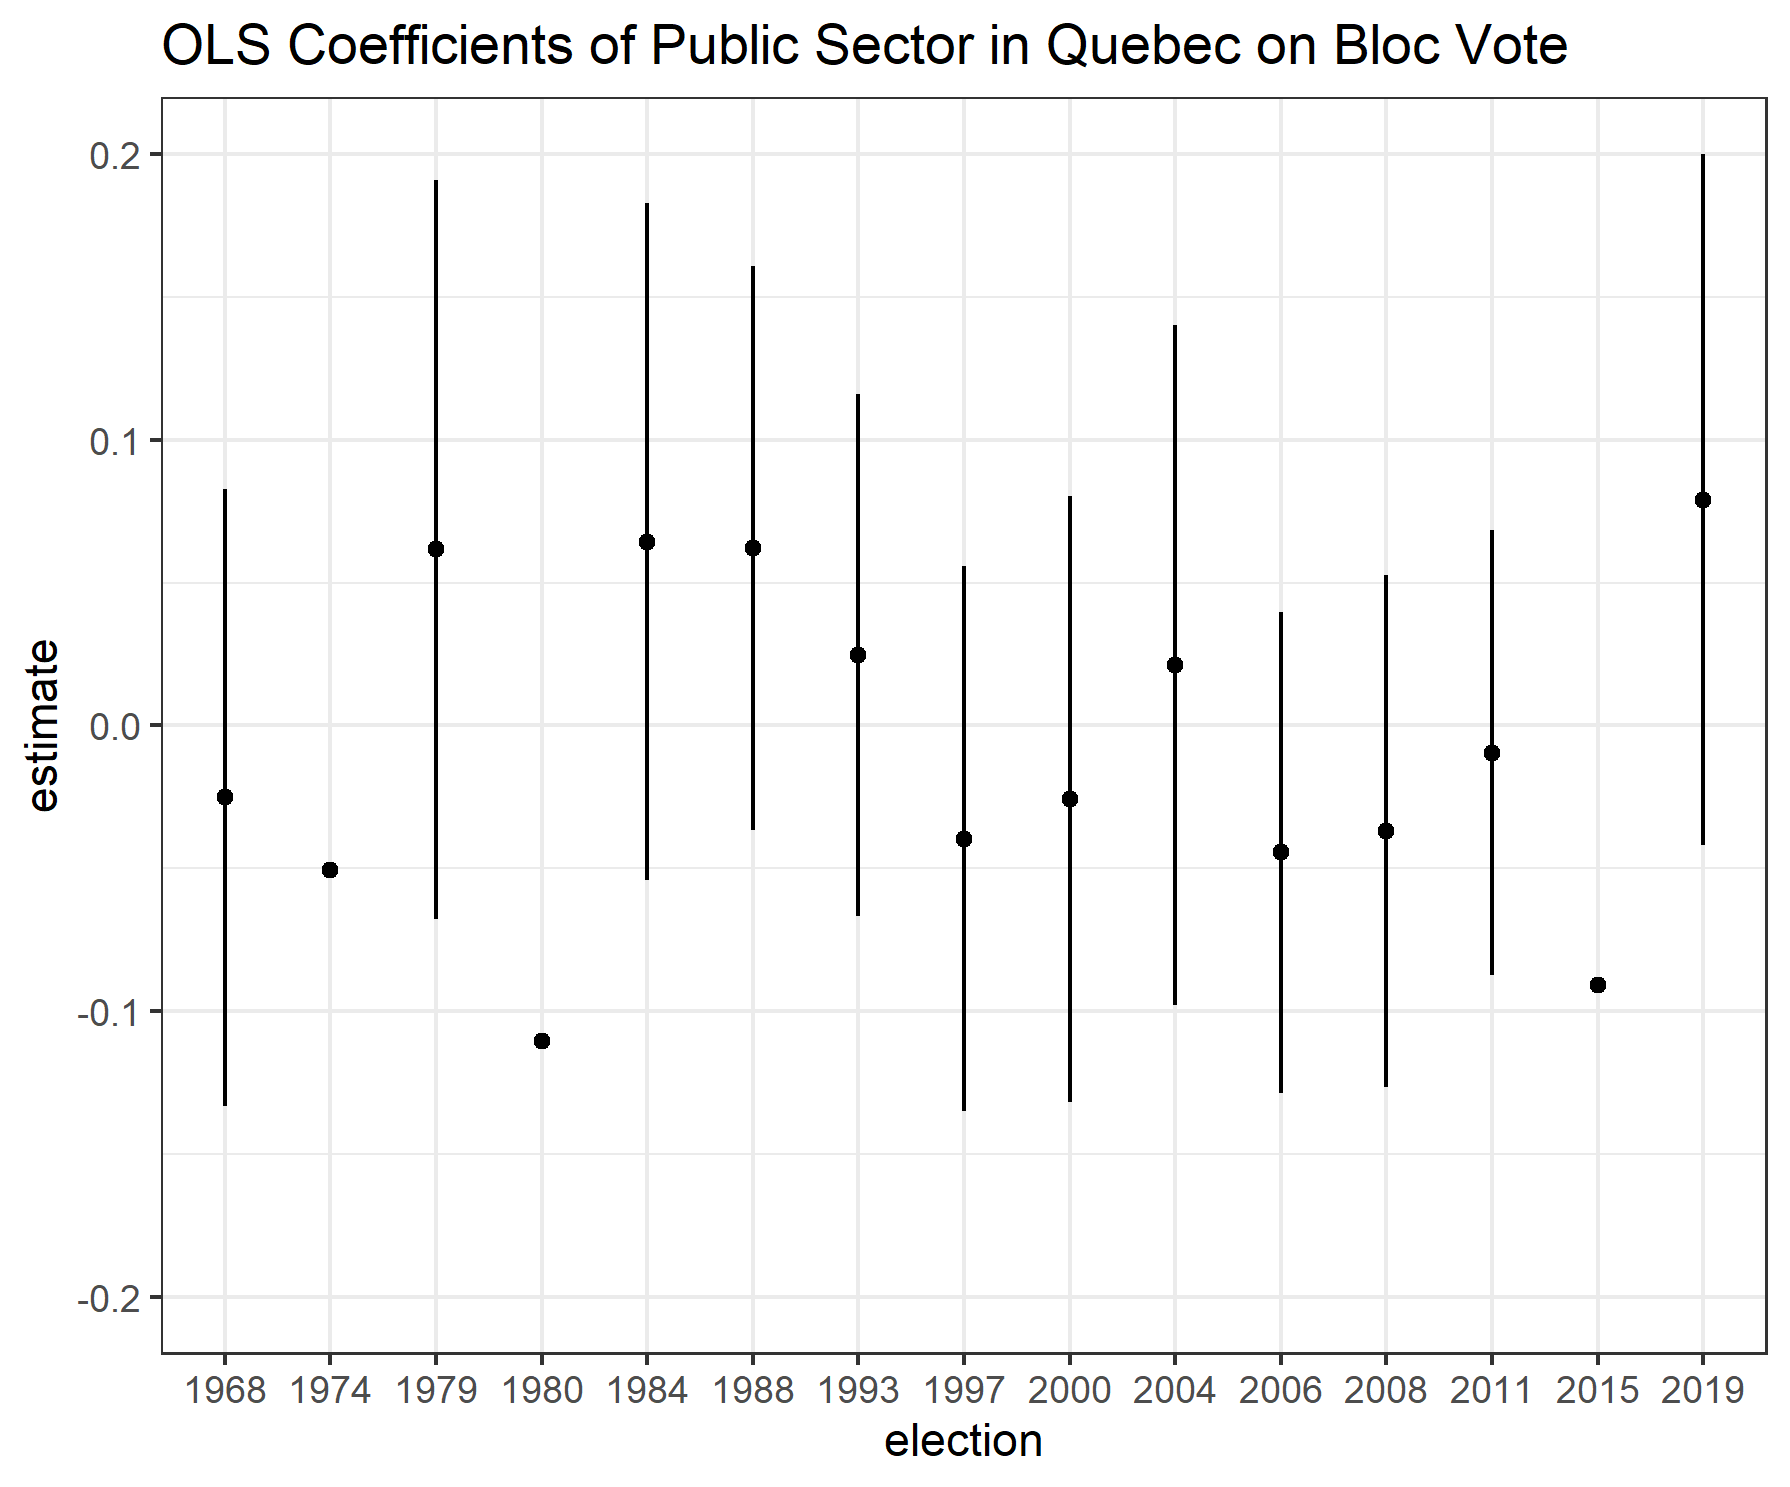 OLS Coefficients of Public Sector in Quebec on Bloc Vote
estimate
0.2
0.1
0.0
-0.1
-0.2
1968 1974 1979 1980 1984 1988 1993 1997 2000 2004 2006 2008 2011 2015 2019
election